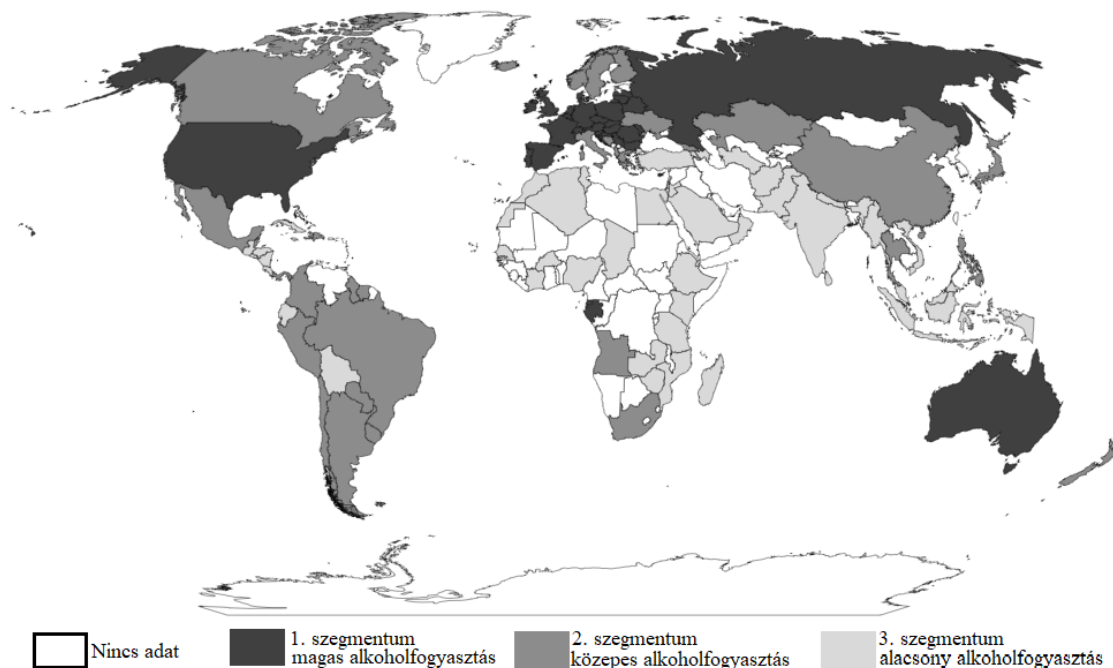 Nincs adat
1. szegmentum
magas alkoholfogyasztás
2. szegmentum
közepes alkoholfogyasztás
3. szegmentum
alacsony alkoholfogyasztás